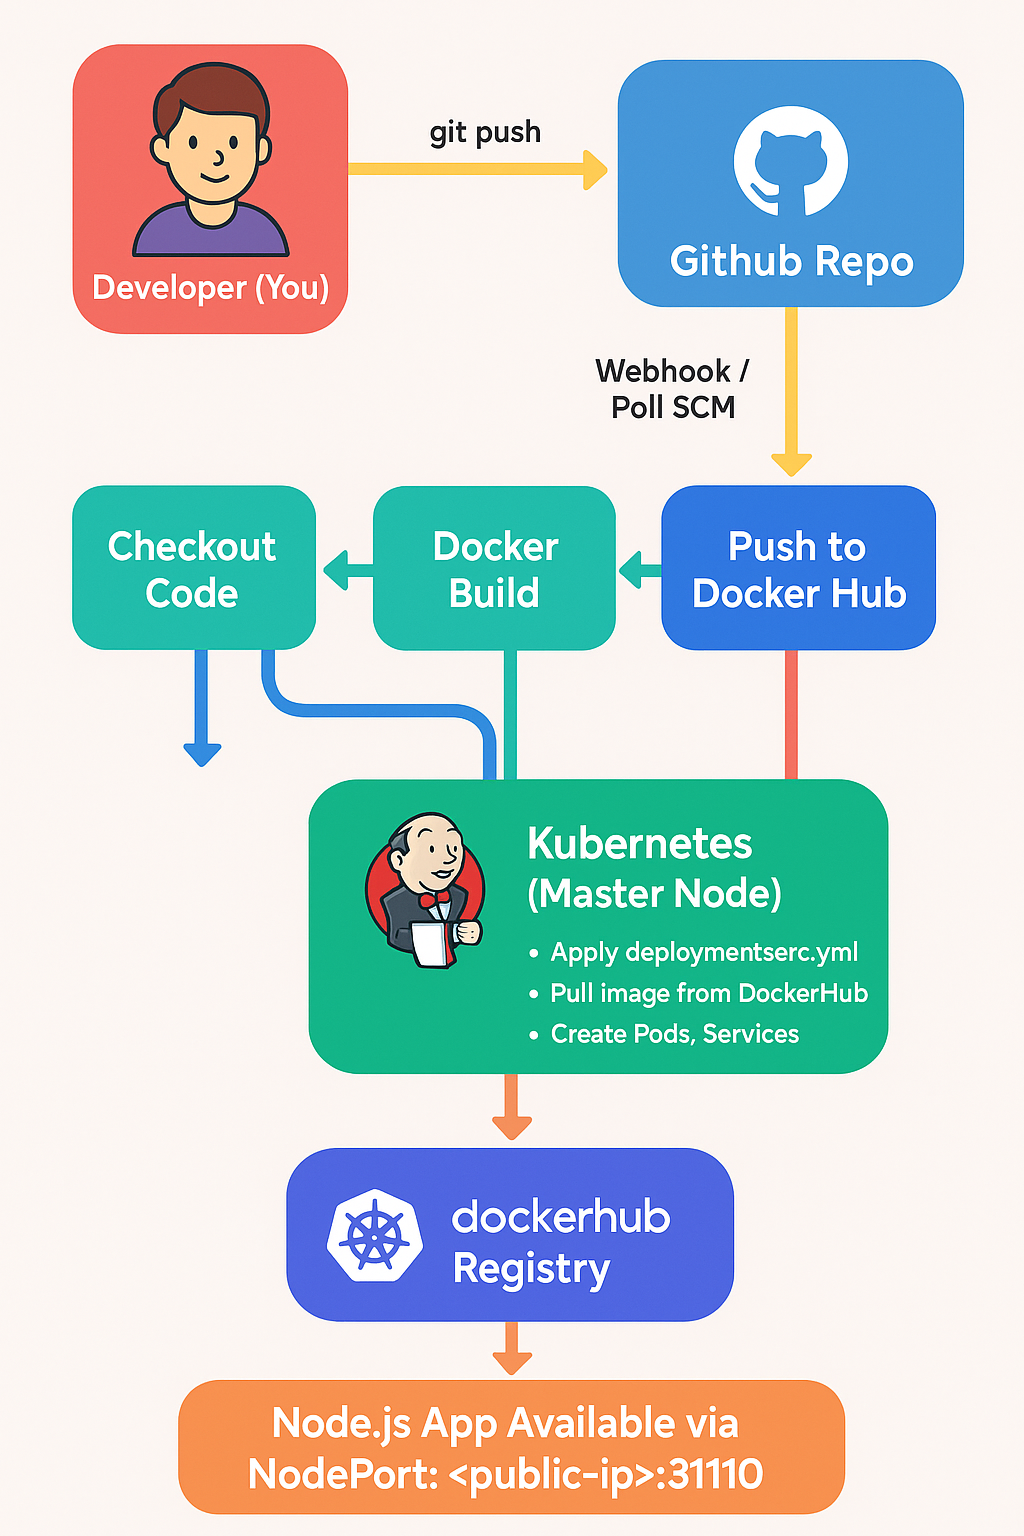 Developer (You)
git push
Github Repo
Webhook /
Poll SCM
Checkout
Code
Docker
Build
Push to
Docker Hub
Kubernetes
(Master Node)
• Apply deploymentserc.yml
• Pull image from DockerHub
• Create Pods, Services
dockerhub
Registry
Node.js App Available via
NodePort: <public-ip>:31110